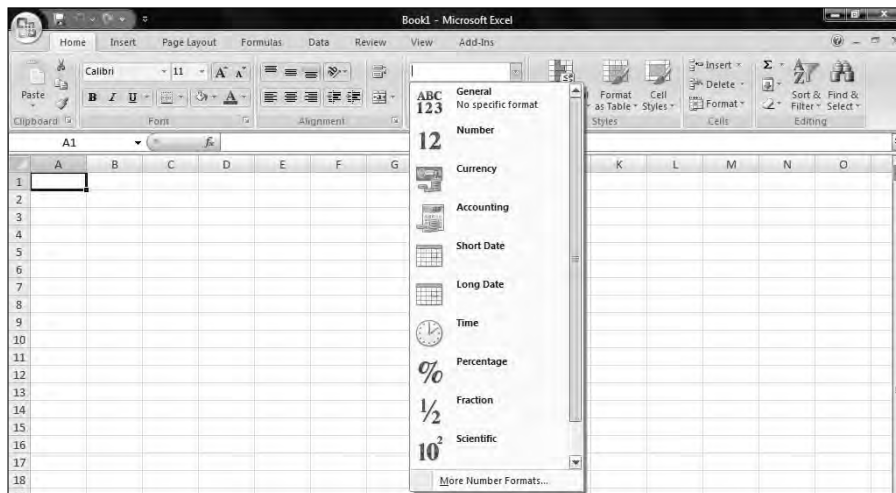 Book1 - Microsoft Excel
Home Insert Page Layout Formulas Data Review View Add-Ins
Calibri 11 A A Insert
Delete
Paste B I U A Format Cell Format Sort & Find &
as Table Styles Filter Select
Clipboard Font Alignment Styles Cells Editing
A1 fx
A B C D E F G K L M N O
1
2
3
4
5
6
7
8
9
10
11
12
13
14
15
16
17
18
ABC 123 General
No specific format
12 Number
Currency
Accounting
Short Date
Long Date
Time
% Percentage
1/2 Fraction
10² Scientific
More Number Formats...